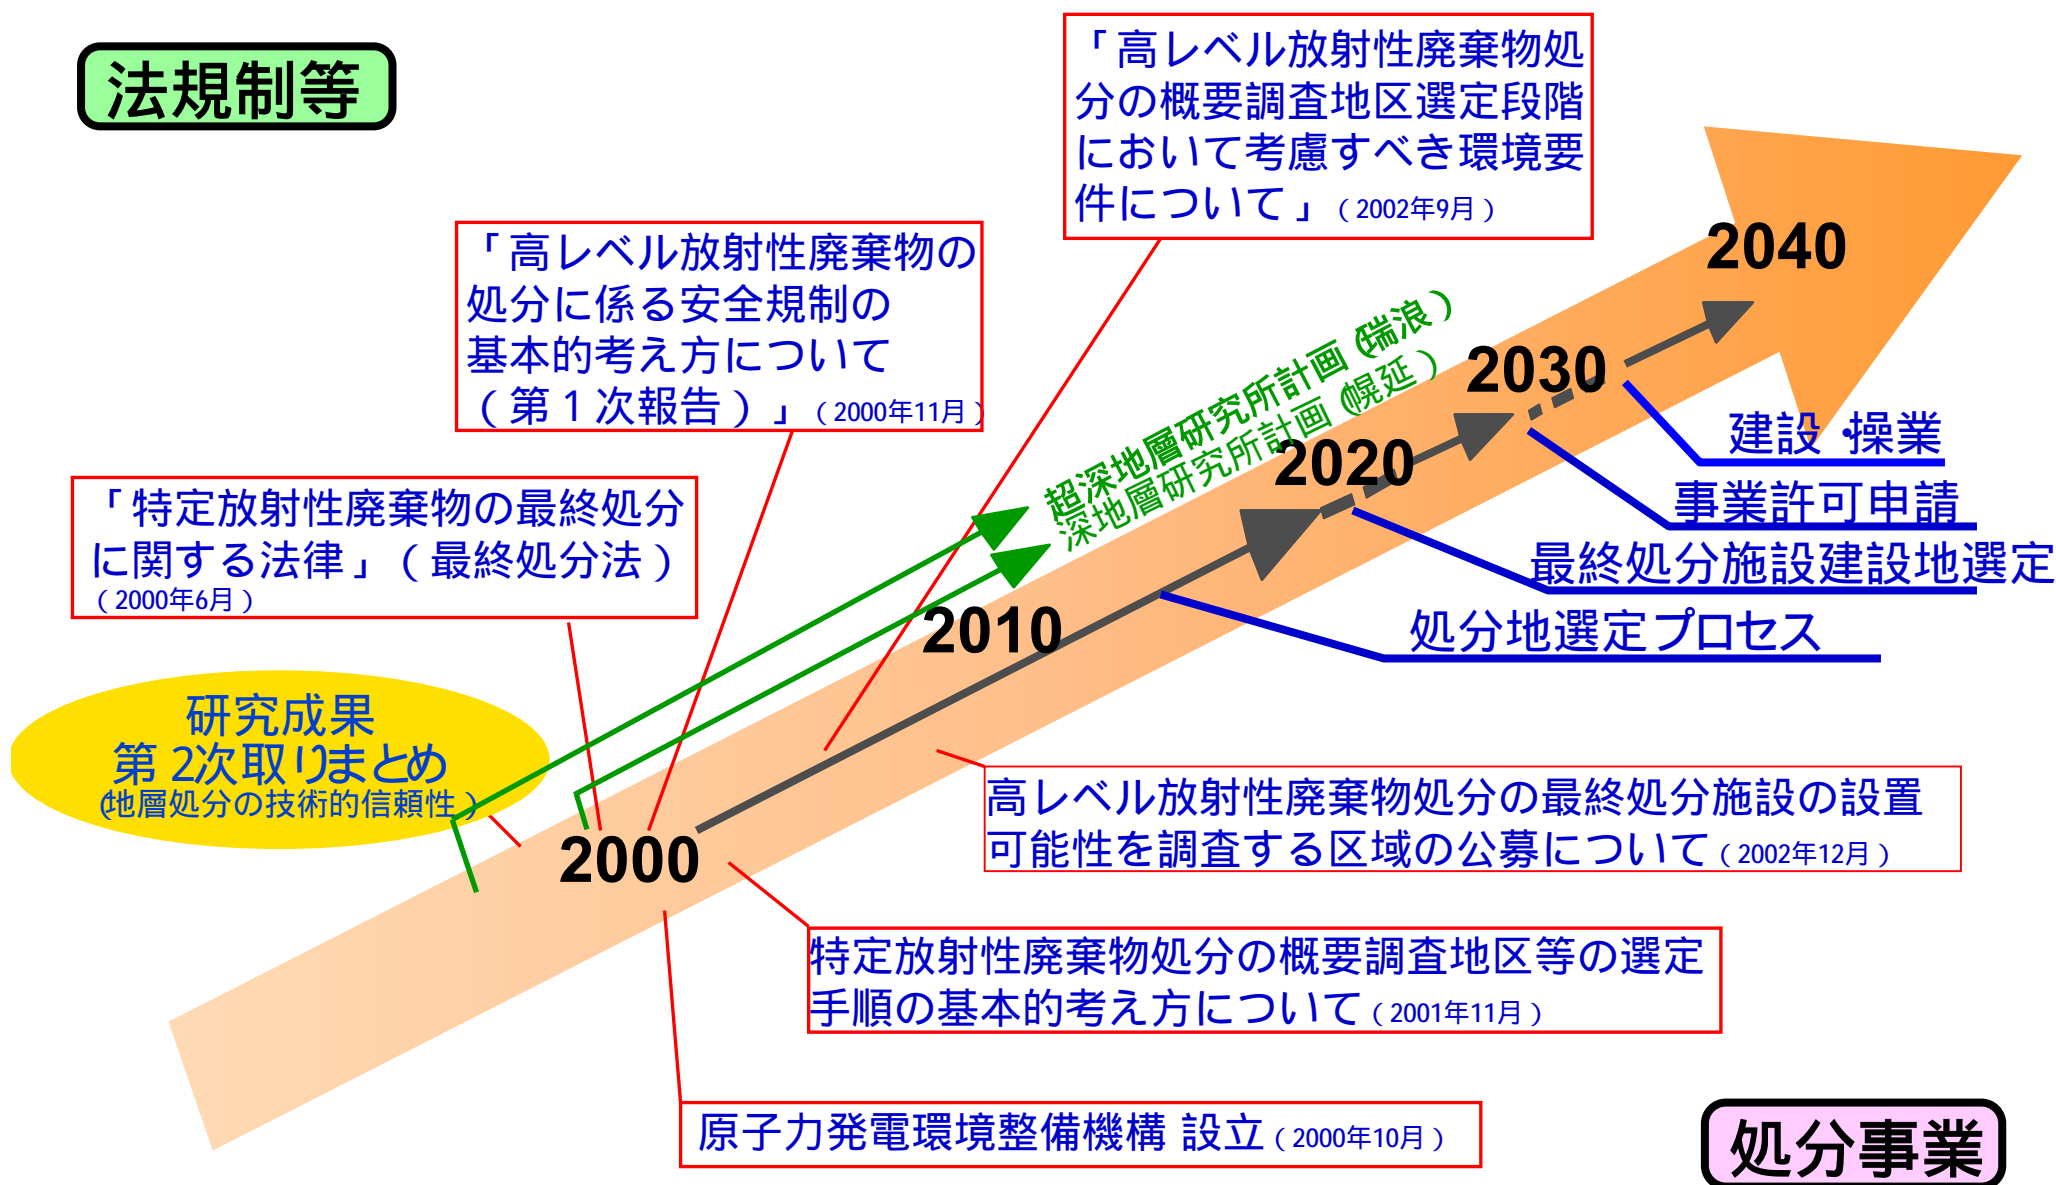 法規制等
「高レベル放射性廃棄物処
分の概要調査地区選定段階
において考慮すべき環境要
件について」（2002年9月）
「高レベル放射性廃棄物の
処分に係る安全規制の
基本的考え方について
（第１次報告）」（2000年11月）
「特定放射性廃棄物の最終処分
に関する法律」（最終処分法）
（2000年6月）
研究成果
第2次取りまとめ
(地層処分の技術的信頼性）
超深地層研究所計画(瑞浪）
深地層研究所計画(幌延）
2040
2030
2020
2010
2000
建設・操業
事業許可申請
最終処分施設建設地選定
処分地選定プロセス
高レベル放射性廃棄物処分の最終処分施設の設置
可能性を調査する区域の公募について（2002年12月）
特定放射性廃棄物処分の概要調査地区等の選定
手順の基本的考え方について（2001年11月）
原子力発電環境整備機構 設立（2000年10月）
処分事業